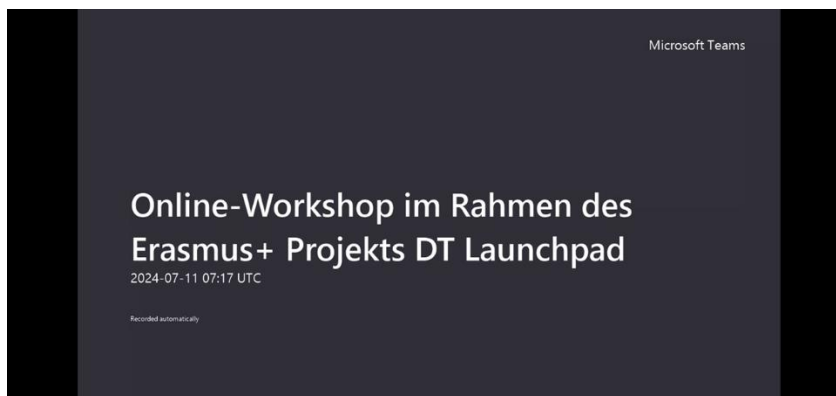 Microsoft Teams
Online-Workshop im Rahmen des
Erasmus+ Projekts DT Launchpad
2024-07-11 07:17 UTC
Recorded automatically